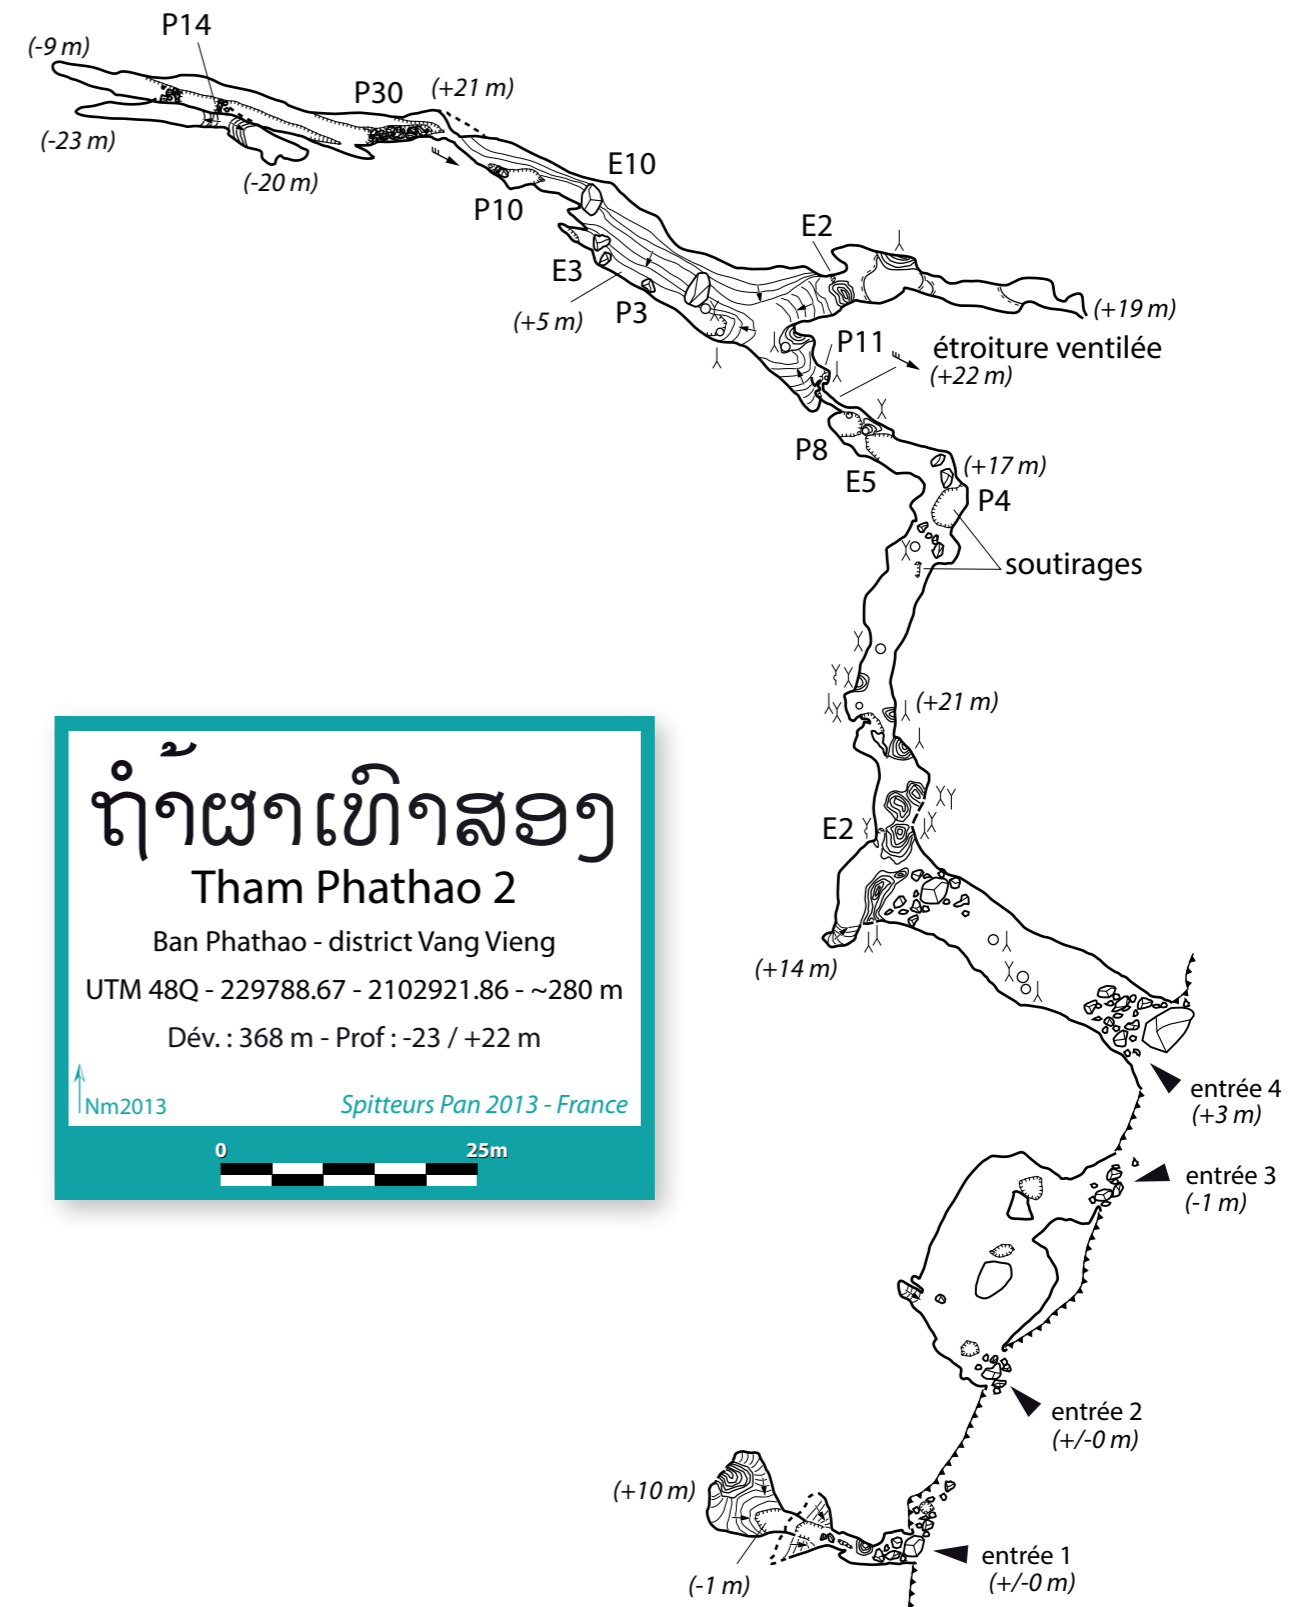 P14
(-9 m)
P30
(+21 m)
(-23 m)
(-20 m)
E10
P10
E2
E3
(+5 m)
P3
(+19 m)
P11
étroiture ventilée
(+22 m)
P8
E5
(+17 m)
P4
soutirages
(+21 m)
E2
(+14 m)
ຖ້ຳຜາເທົາສອງ
Tham Phathao 2
Ban Phathao - district Vang Vieng
UTM 48Q - 229788.67 - 2102921.86 - ~280 m
Dév. : 368 m - Prof : -23 / +22 m
Nm2013
Spitteurs Pan 2013 - France
0 25m
entrée 4
(+3 m)
entrée 3
(-1 m)
entrée 2
(+/-0 m)
(+10 m)
(-1 m)
entrée 1
(+/-0 m)